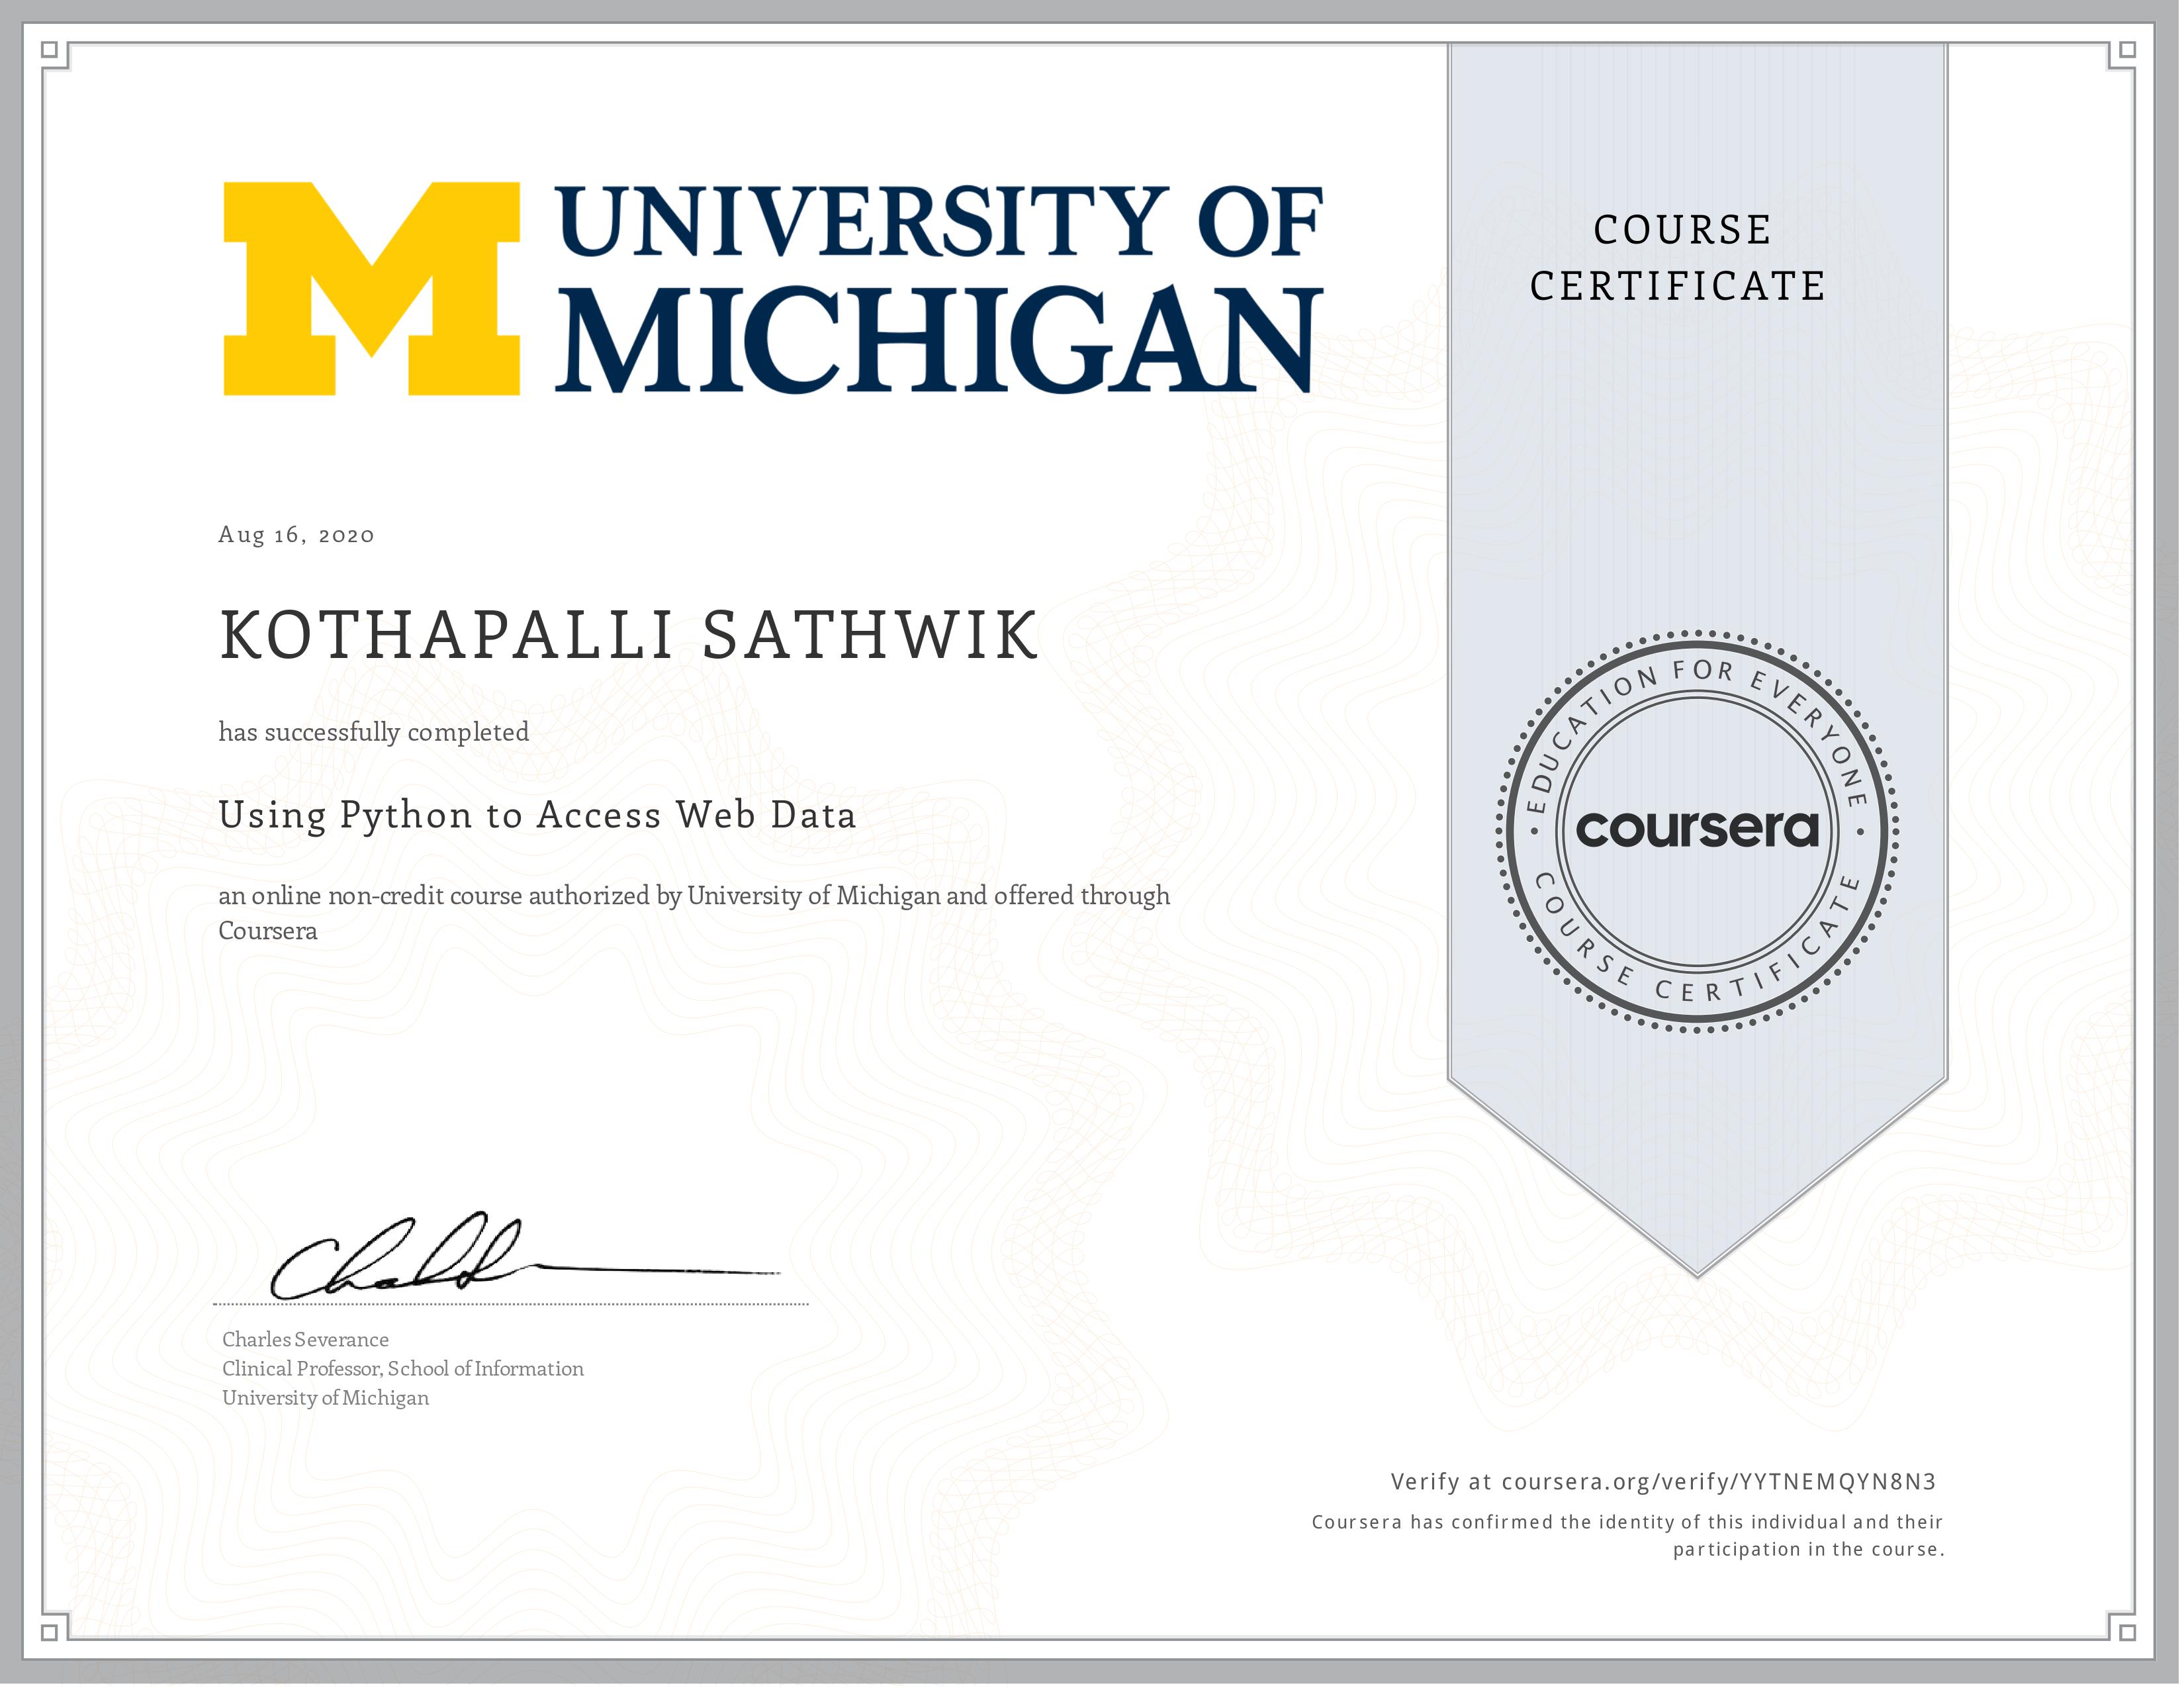 UNIVERSITY OF
MICHIGAN
COURSE
CERTIFICATE
Aug 16, 2020
KOTHAPALLI SATHWIK
has successfully completed
Using Python to Access Web Data
an online non-credit course authorized by University of Michigan and offered through
Coursera
EDUCATION FOR EVERYONE
coursera
COURSE CERTIFICATE
Charles Severance
Clinical Professor, School of Information
University of Michigan
Verify at coursera.org/verify/YYTNEMQYN8N3
Coursera has confirmed the identity of this individual and their
participation in the course.